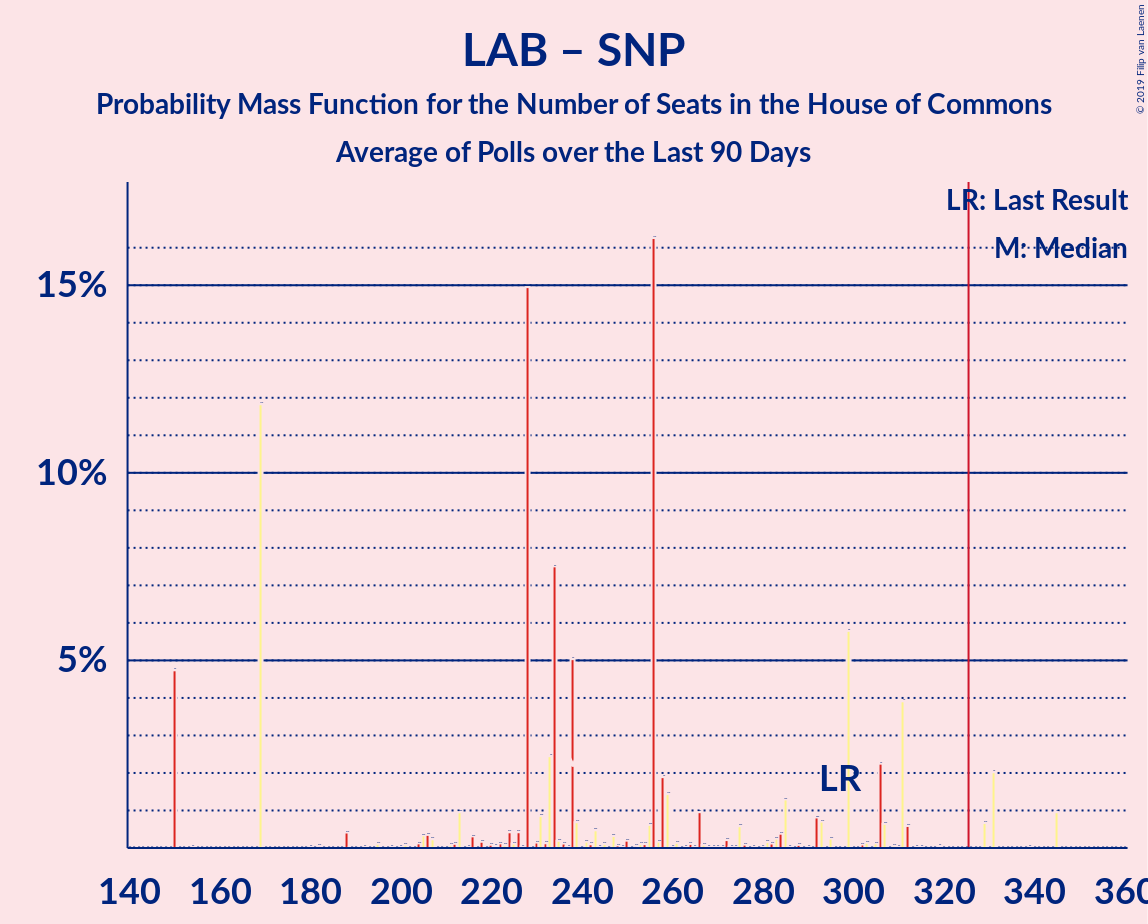 LAB – SNP
Probability Mass Function for the Number of Seats in the House of Commons
Average of Polls over the Last 90 Days
© 2019 Filip van Laenen
LR: Last Result
M: Median
15%
10%
5%
LR
140 160 180 200 220 240 260 280 300 320 340 360